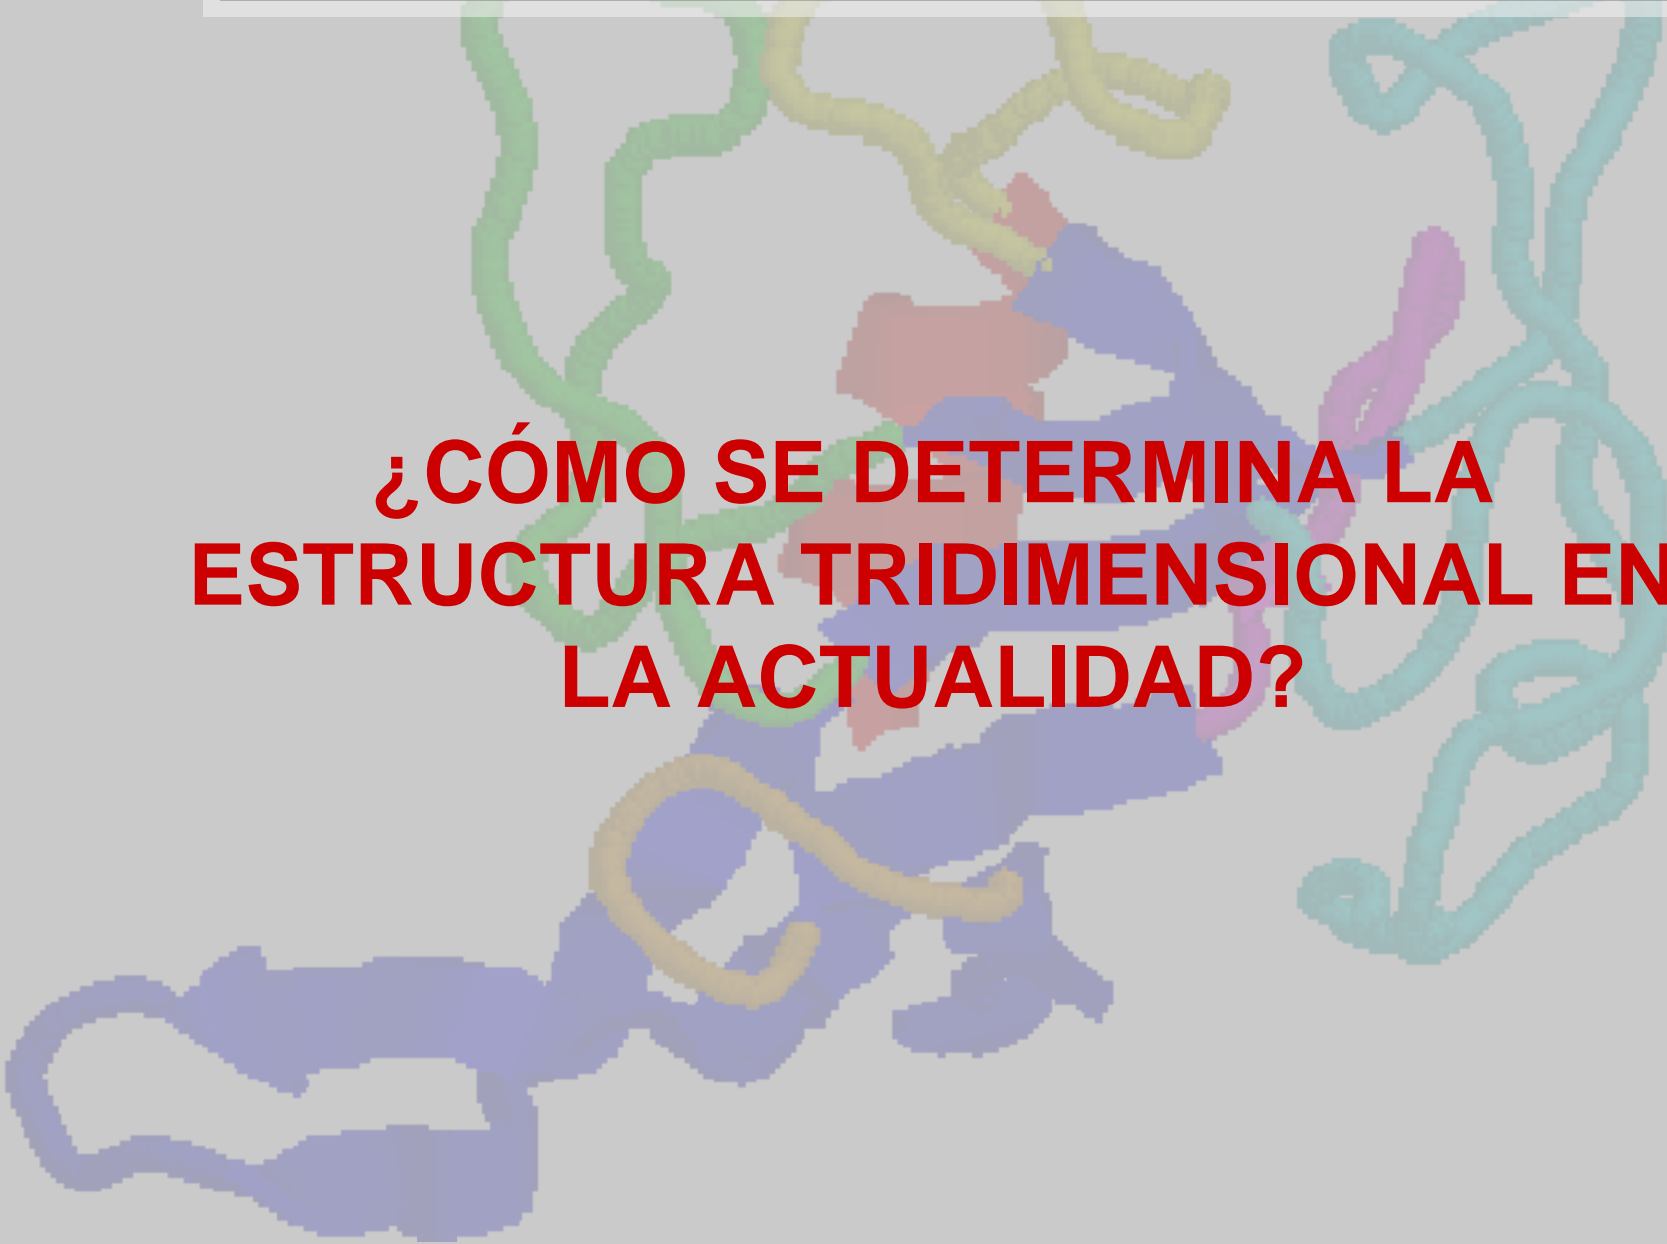 ¿CÓMO SE DETERMINA LA
ESTRUCTURA TRIDIMENSIONAL EN
LA ACTUALIDAD?